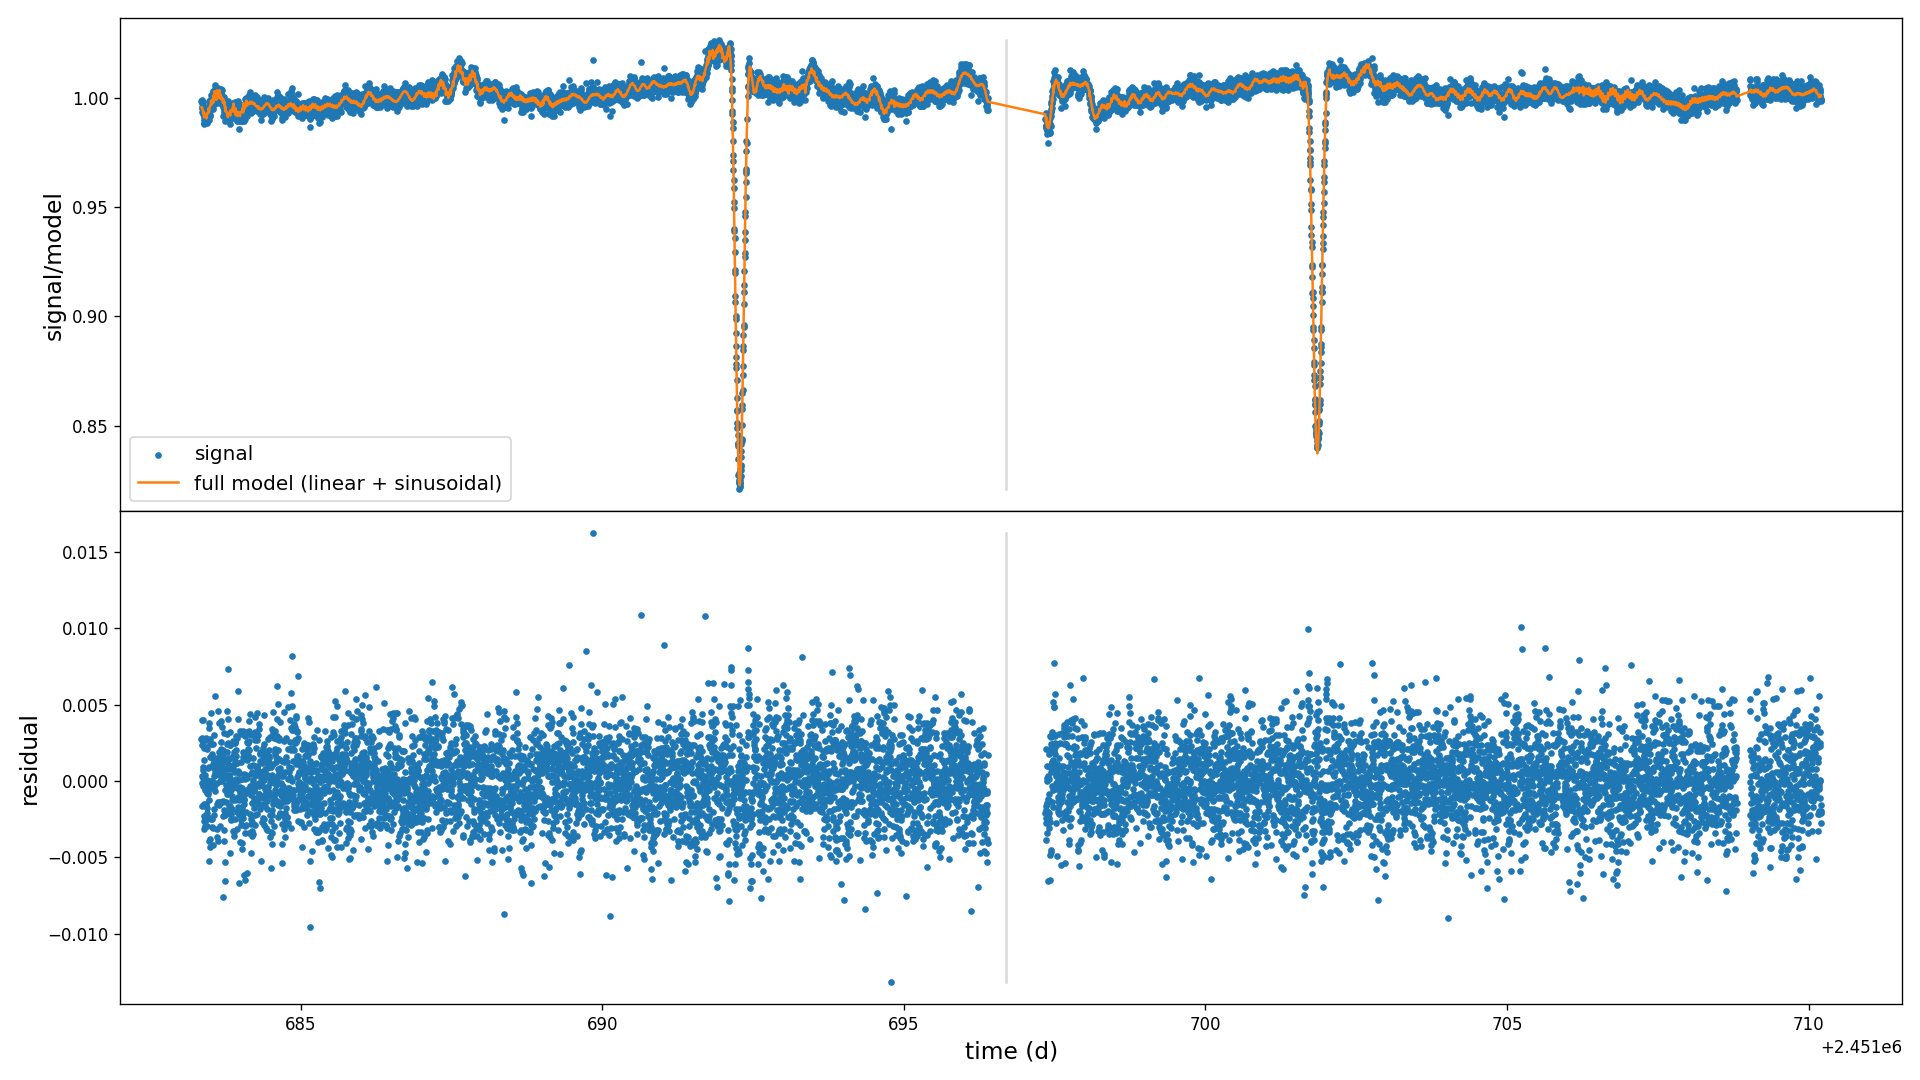 1.00
0.95
0.90
0.85
signal/model
signal
full model (linear + sinusoidal)
0.015
0.010
0.005
0.000
−0.005
−0.010
residual
685
690
695
700
705
710
time (d)
+2.451e6